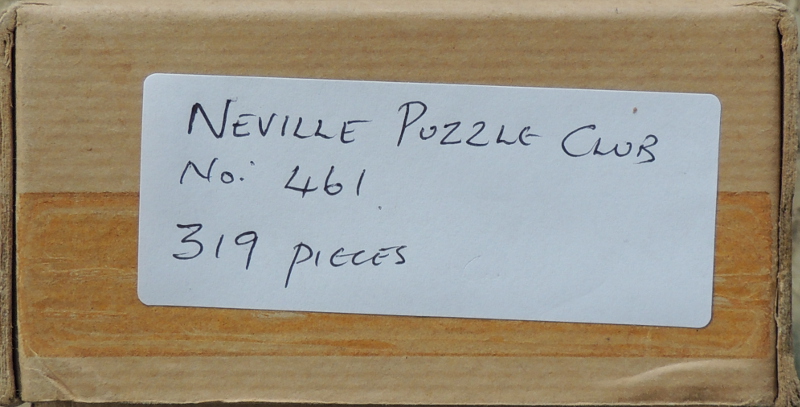 NEVILLE PUZZLE CLUB
No: 461
319 PIECES